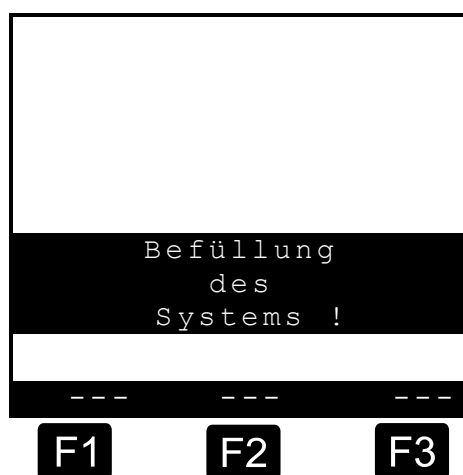 Befüllung
des
Systems !
--- --- ---
F1 F2 F3